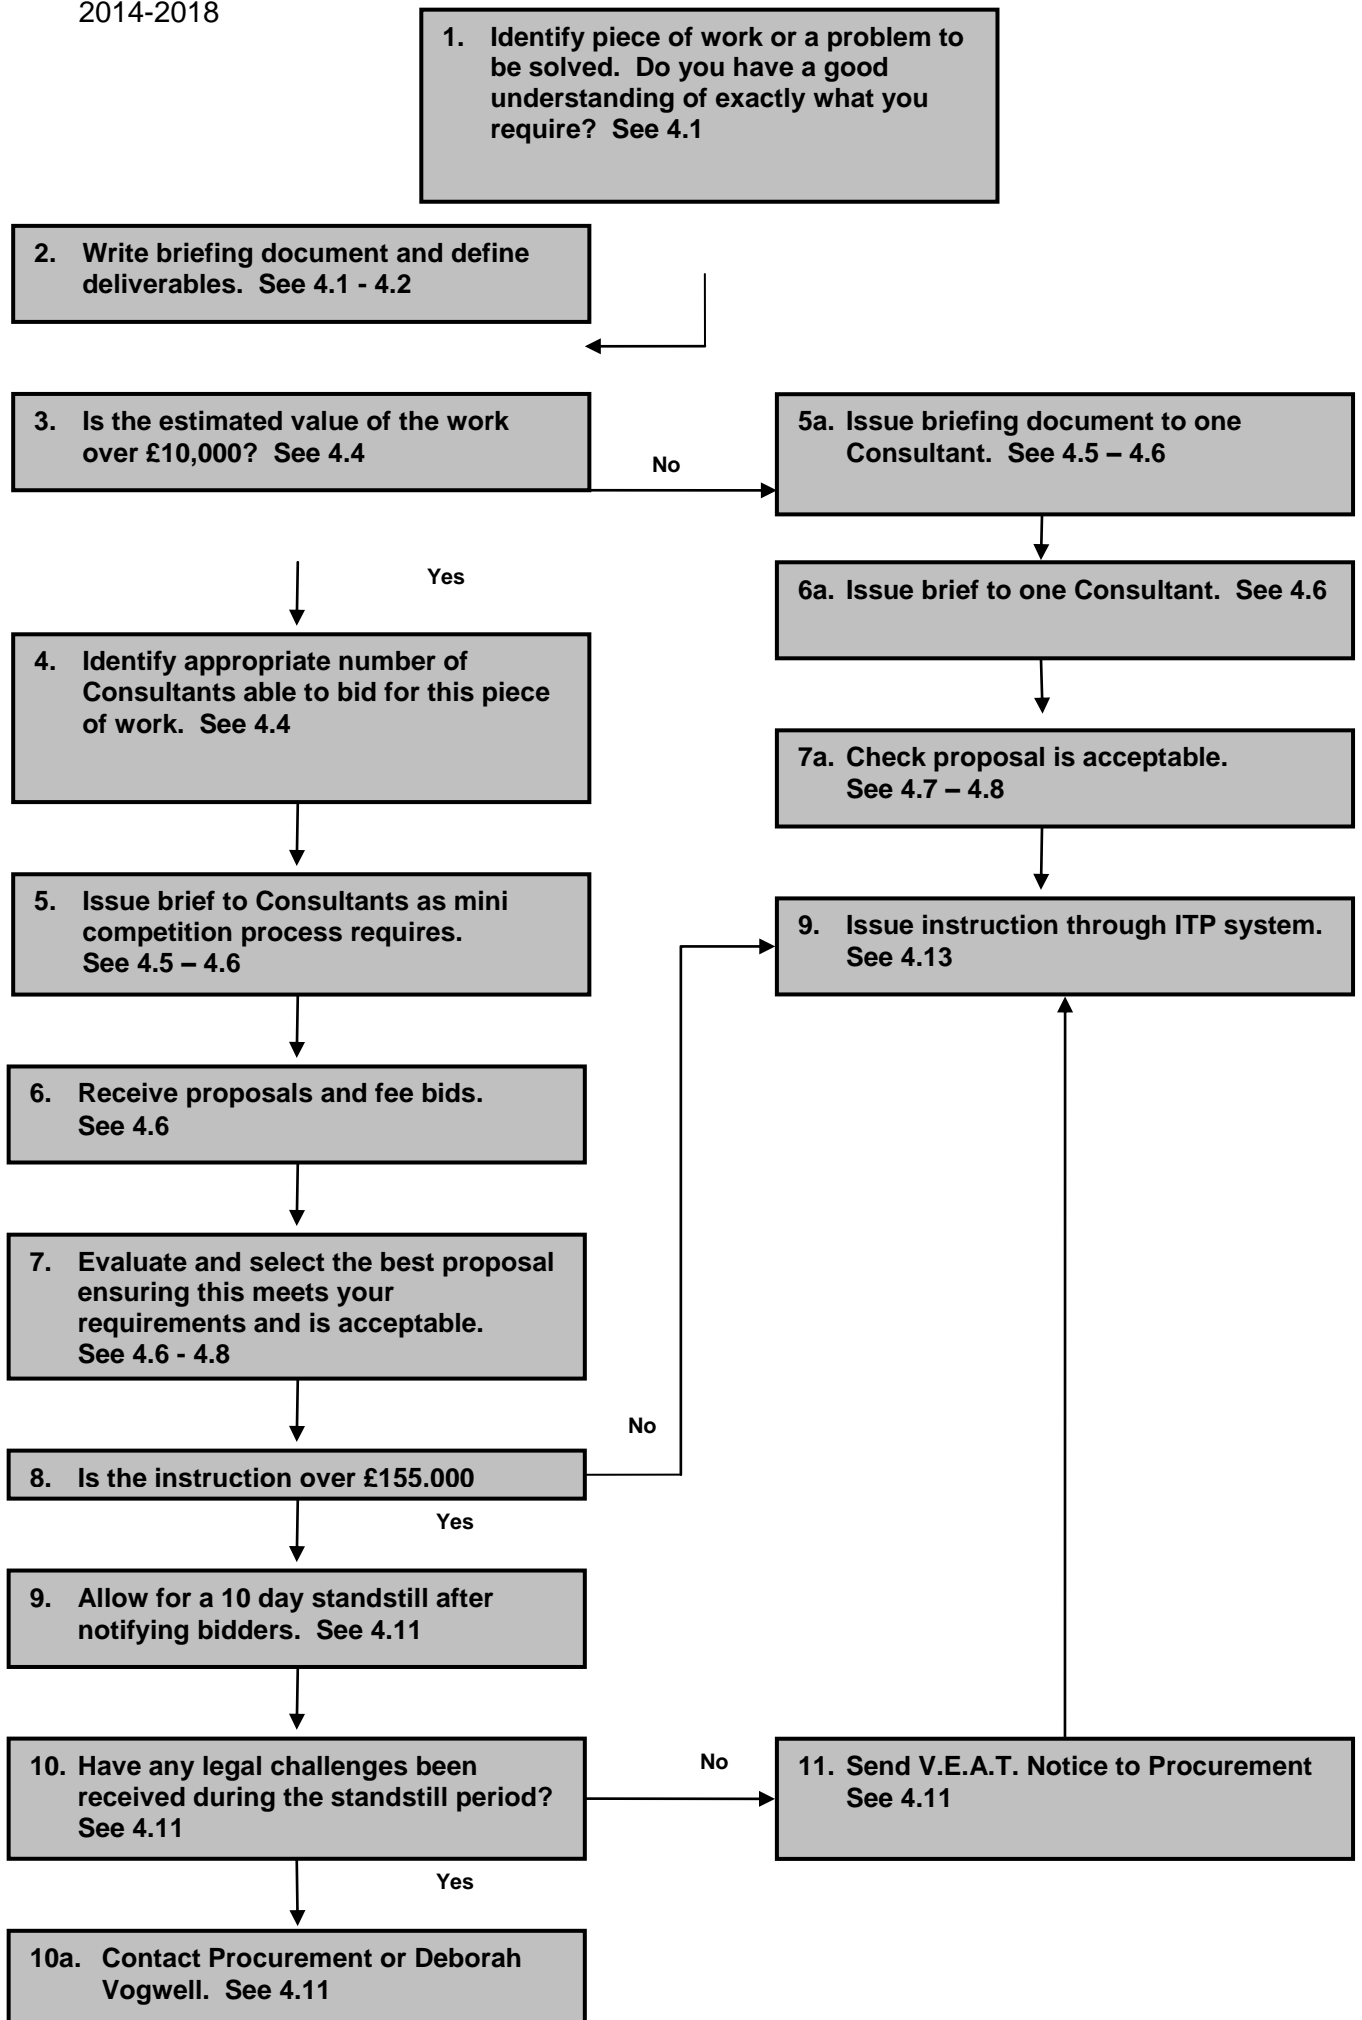 2014-2018
1. Identify piece of work or a problem to
be solved. Do you have a good
understanding of exactly what you
require? See 4.1
2. Write briefing document and define
deliverables. See 4.1 - 4.2
3. Is the estimated value of the work
over £10,000? See 4.4
No
5a. Issue briefing document to one
Consultant. See 4.5 – 4.6
Yes
6a. Issue brief to one Consultant. See 4.6
4. Identify appropriate number of
Consultants able to bid for this piece
of work. See 4.4
7a. Check proposal is acceptable.
See 4.7 – 4.8
5. Issue brief to Consultants as mini
competition process requires.
See 4.5 – 4.6
9. Issue instruction through ITP system.
See 4.13
6. Receive proposals and fee bids.
See 4.6
7. Evaluate and select the best proposal
ensuring this meets your
requirements and is acceptable.
See 4.6 - 4.8
No
8. Is the instruction over £155.000
Yes
9. Allow for a 10 day standstill after
notifying bidders. See 4.11
10. Have any legal challenges been
received during the standstill period?
See 4.11
No
11. Send V.E.A.T. Notice to Procurement
See 4.11
Yes
10a. Contact Procurement or Deborah
Vogwell. See 4.11